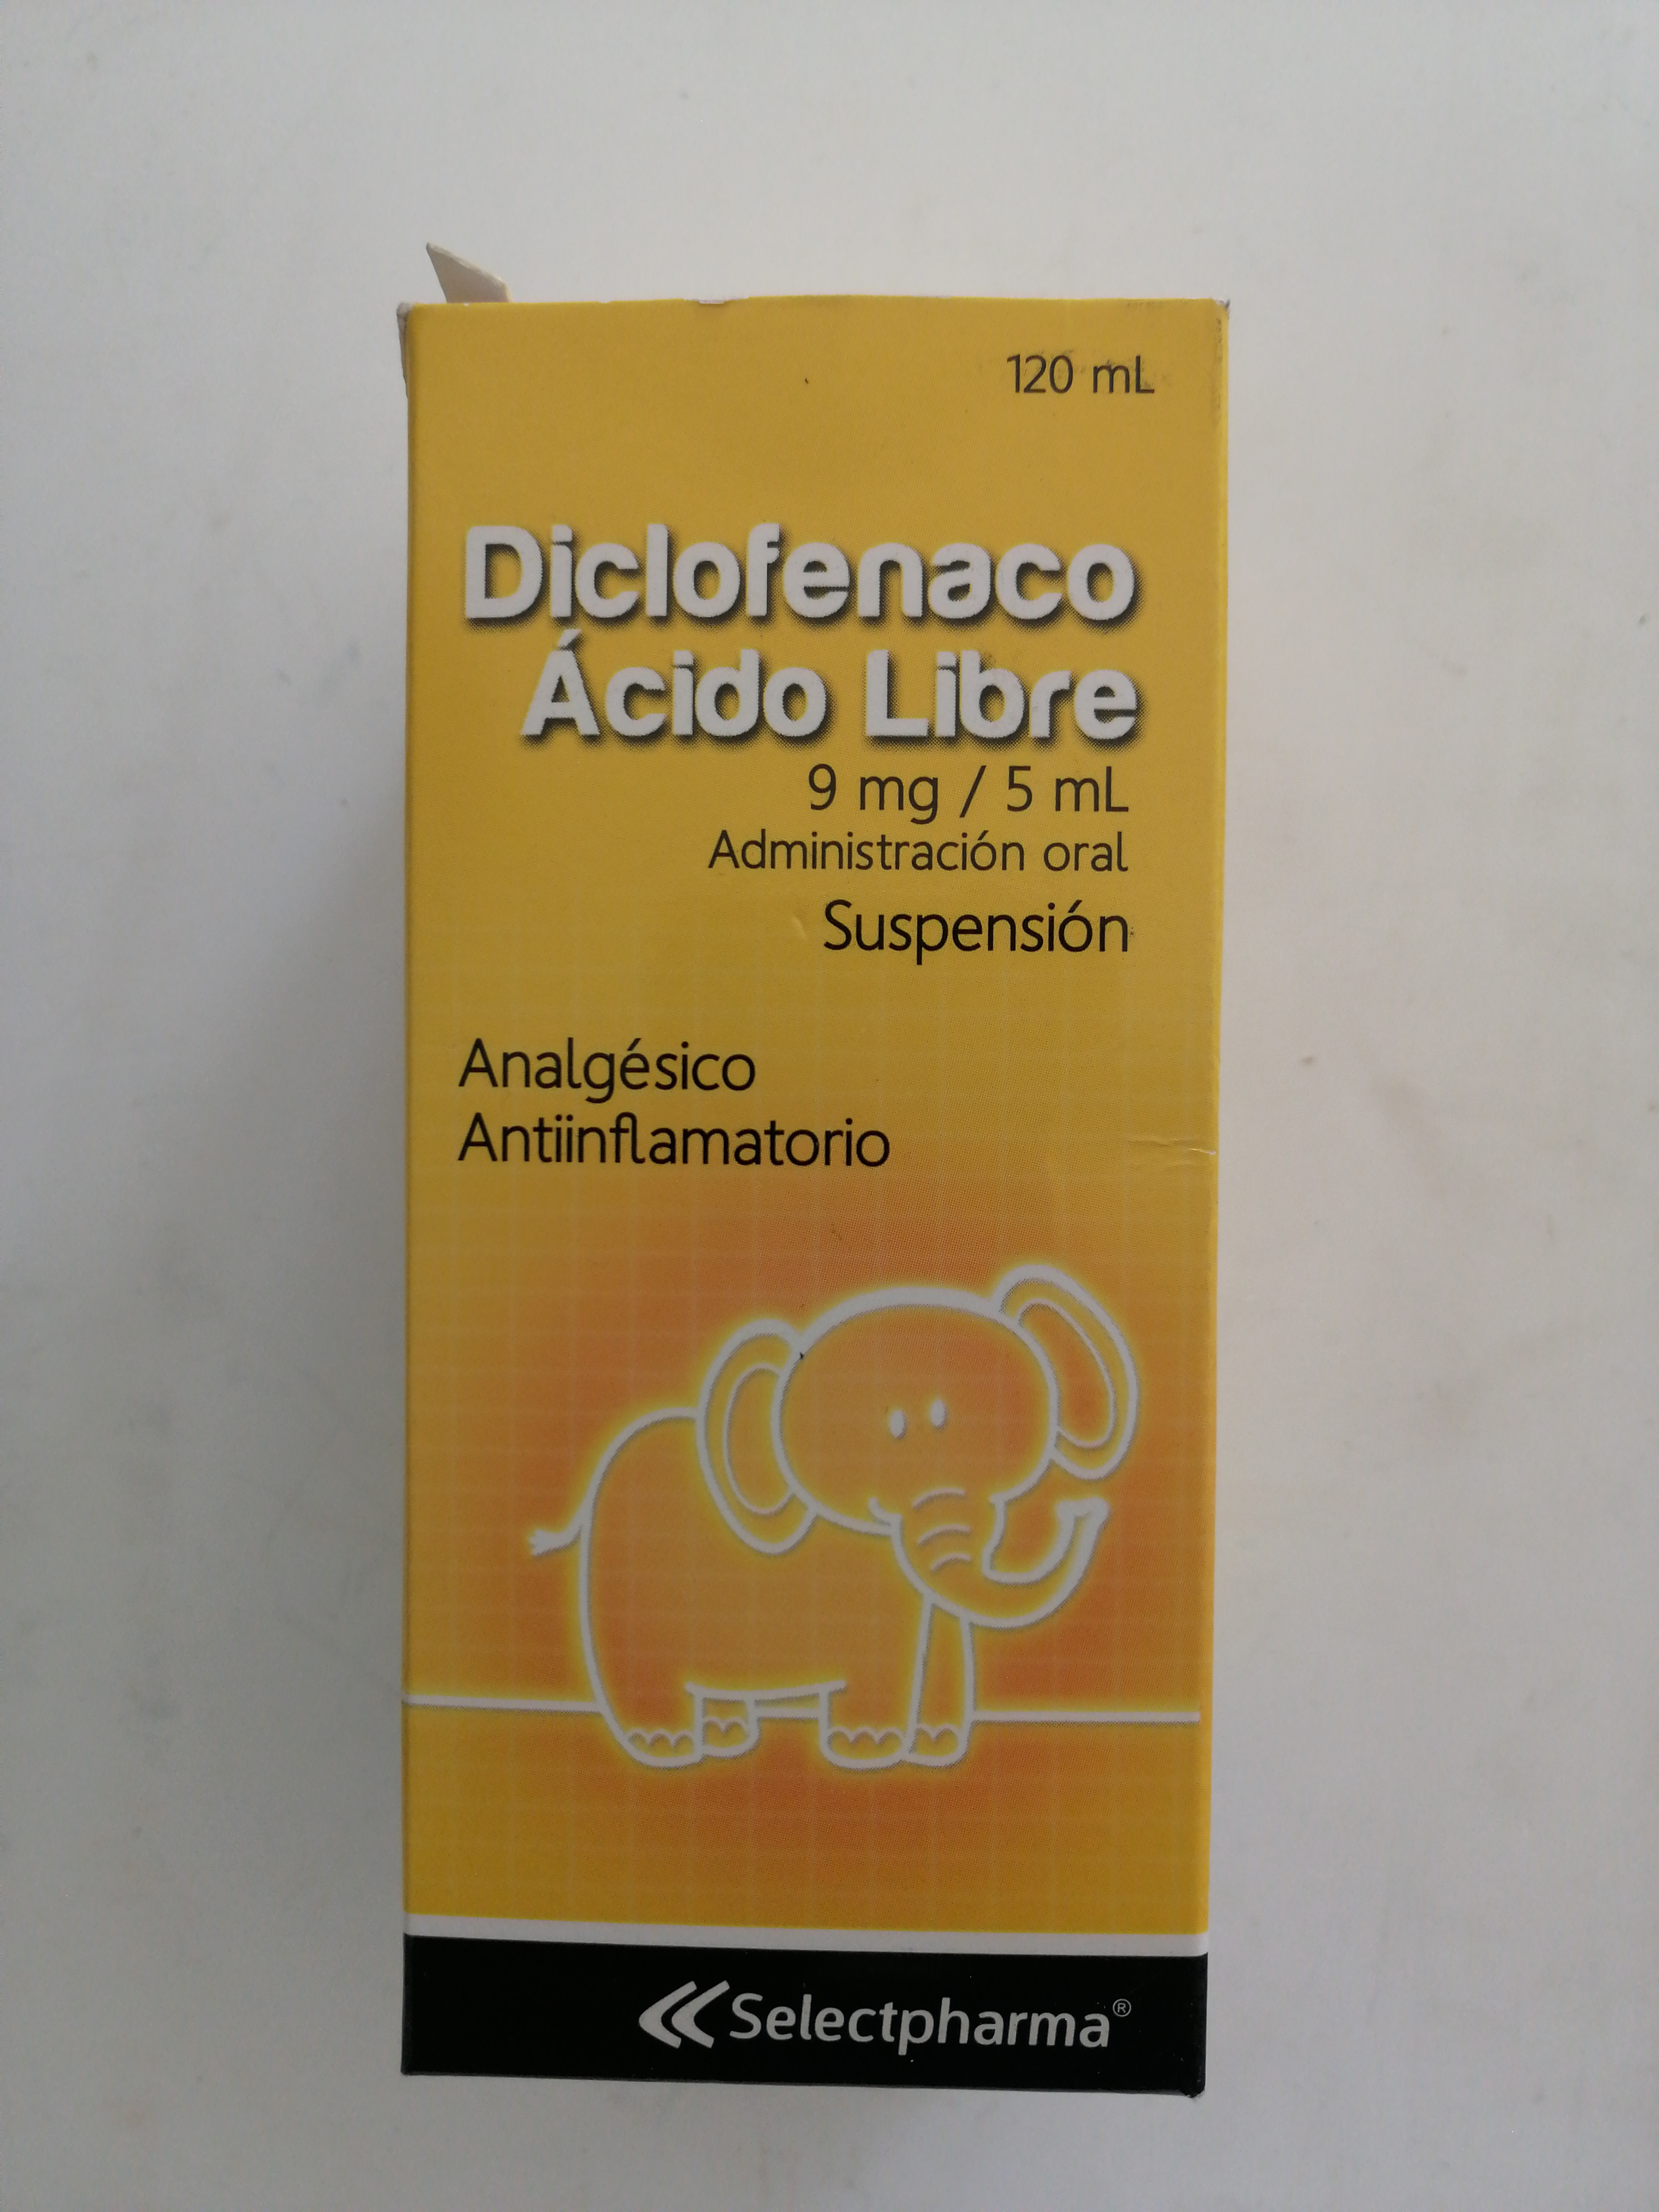 120 mL
Diclofenaco
Ácido Libre
9 mg / 5 mL
Administración oral
Suspensión
Analgésico
Antiinflamatorio
Selectpharma®